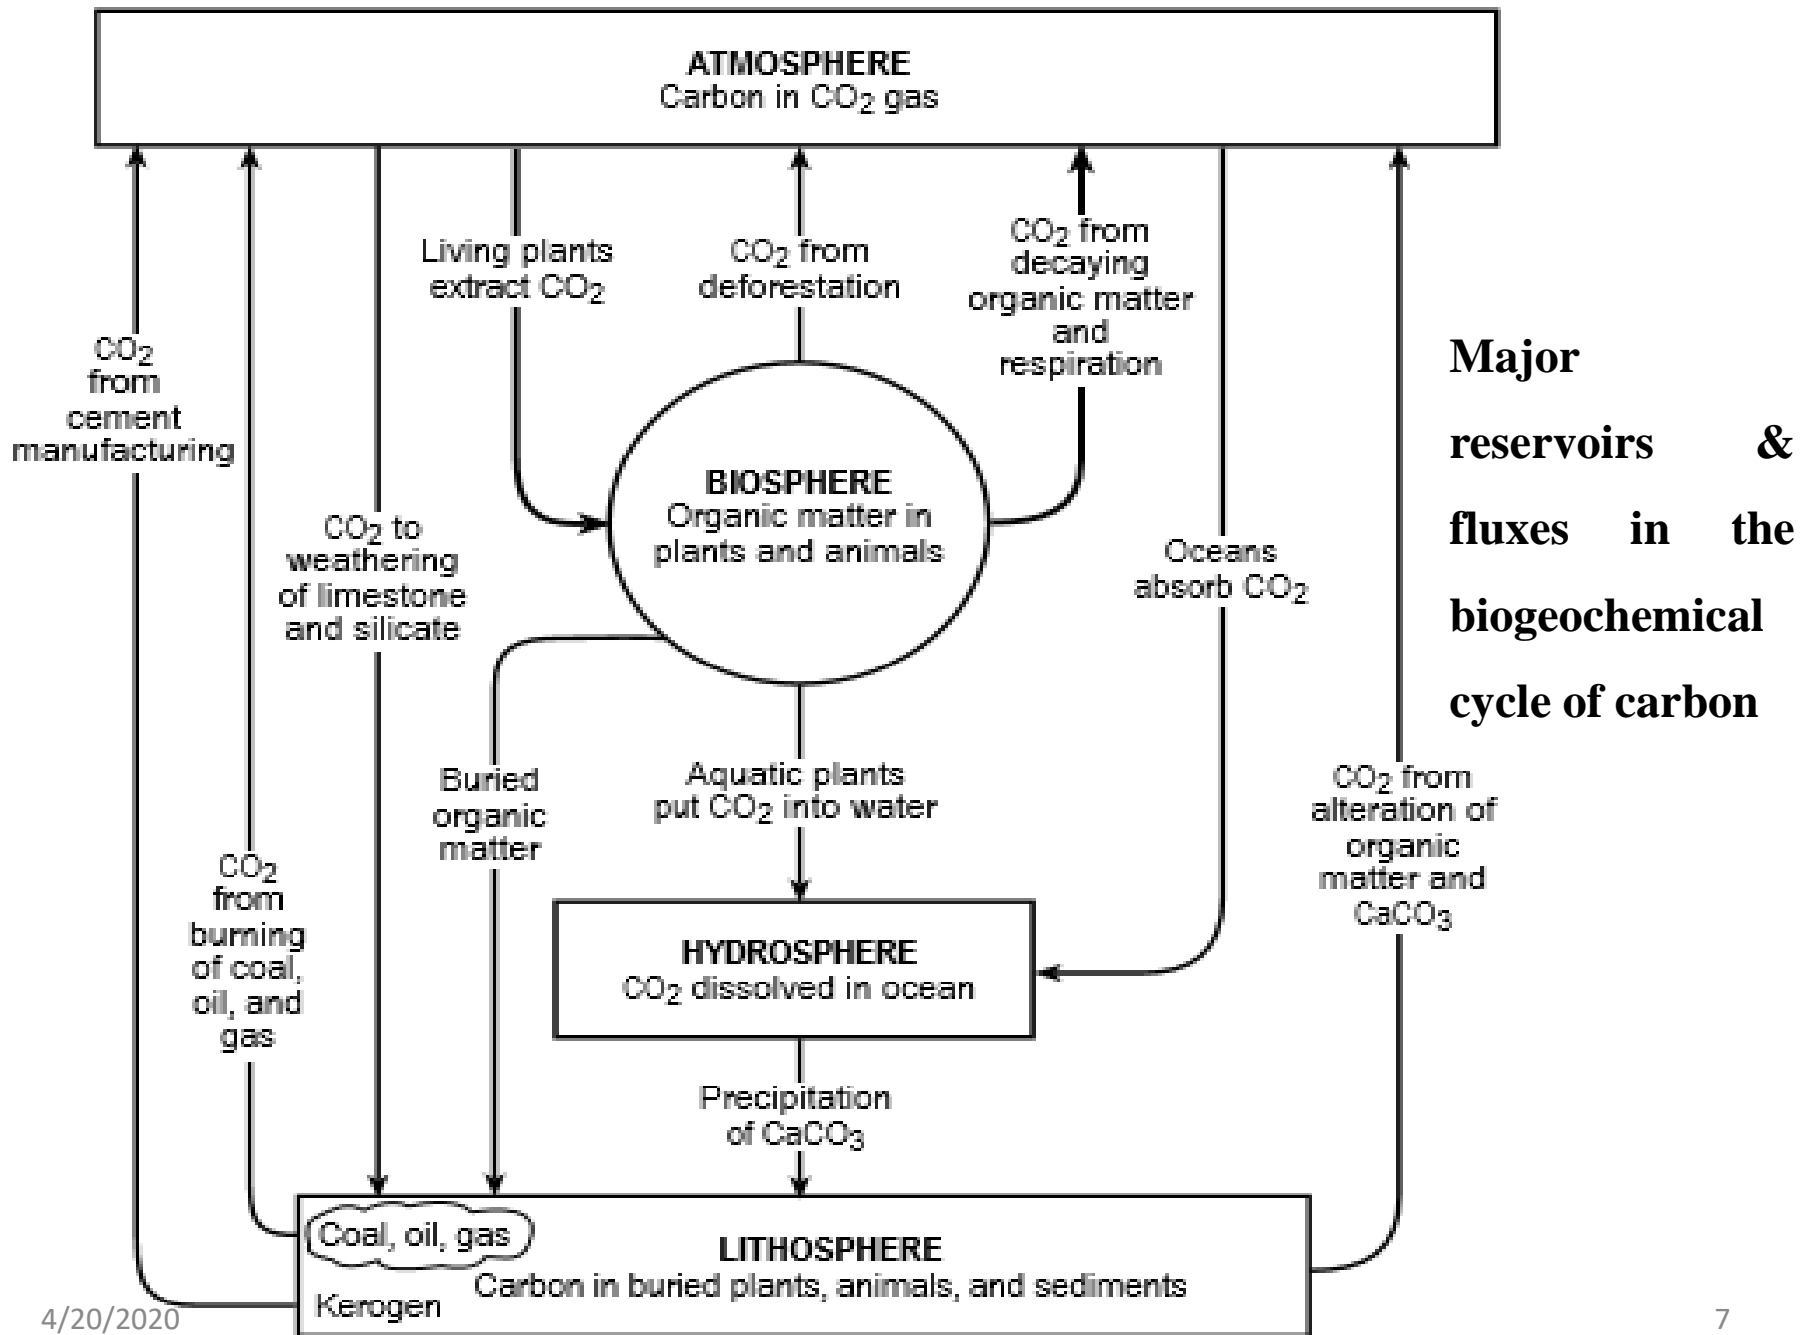 ATMOSPHERE
Carbon in CO₂ gas
Living plants
extract CO₂
CO₂ from
deforestation
CO₂ from
decaying
organic matter
and
respiration
CO₂
from
cement
manufacturing
Major
reservoirs &
fluxes in the
biogeochemical
cycle of carbon
BIOSPHERE
Organic matter in
plants and animals
CO₂ to
weathering
of limestone
and silicate
Oceans
absorb CO₂
Buried
organic
matter
Aquatic plants
put CO₂ into water
CO₂ from
alteration of
organic
matter and
CaCO₃
CO₂
from
burning
of coal,
oil, and
gas
HYDROSPHERE
CO₂ dissolved in ocean
Precipitation
of CaCO₃
Coal, oil, gas
LITHOSPHERE
Carbon in buried plants, animals, and sediments
Kerogen
4/20/2020
7